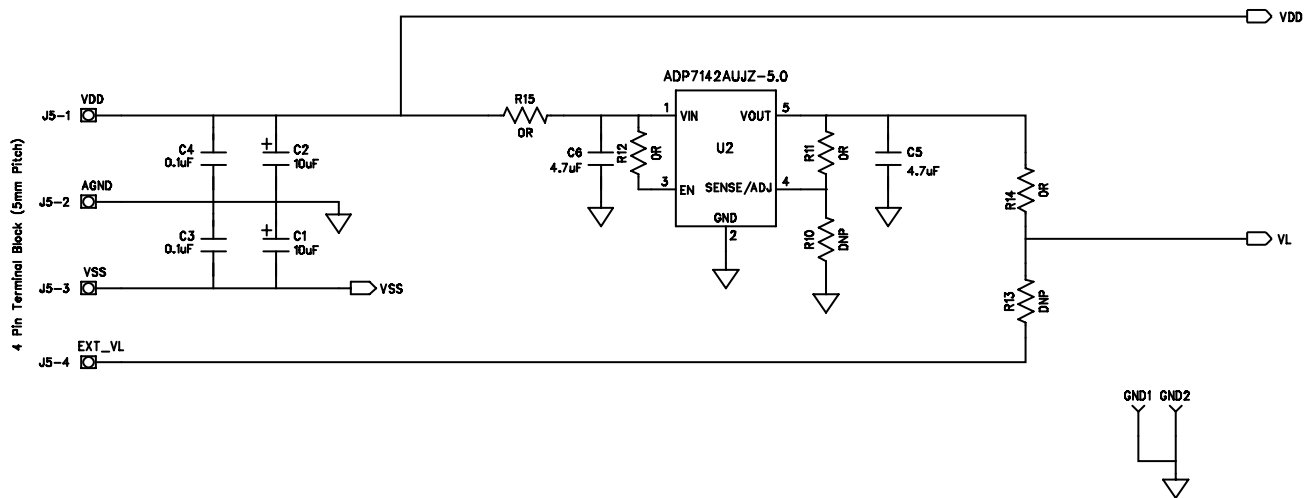 VDD
ADP7142AUJZ-5.0
VDD
J5-1
R15
0R
1
VIN
VOUT
5
C4
0.1uF
+
C2
10uF
C6
4.7uF
R12
0R
U2
R11
0R
C5
4.7uF
3
EN
SENSE/ADJ
4
AGND
J5-2
GND
2
R14
0R
C3
0.1uF
+
C1
10uF
R10
DNP
VL
VSS
J5-3
VSS
R13
DNP
4 Pin Terminal Block (5mm Pitch)
EXT_VL
J5-4
GND1 GND2